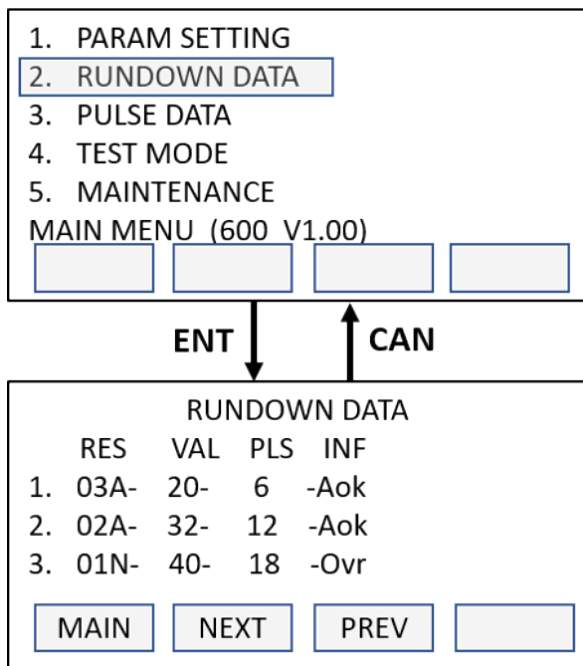 1. PARAM SETTING
2. RUNDOWN DATA
3. PULSE DATA
4. TEST MODE
5. MAINTENANCE
MAIN MENU (600 V1.00)
ENT CAN
RUNDOWN DATA
RES VAL PLS INF
1. 03A- 20- 6 -Aok
2. 02A- 32- 12 -Aok
3. 01N- 40- 18 -Ovr
MAIN NEXT PREV